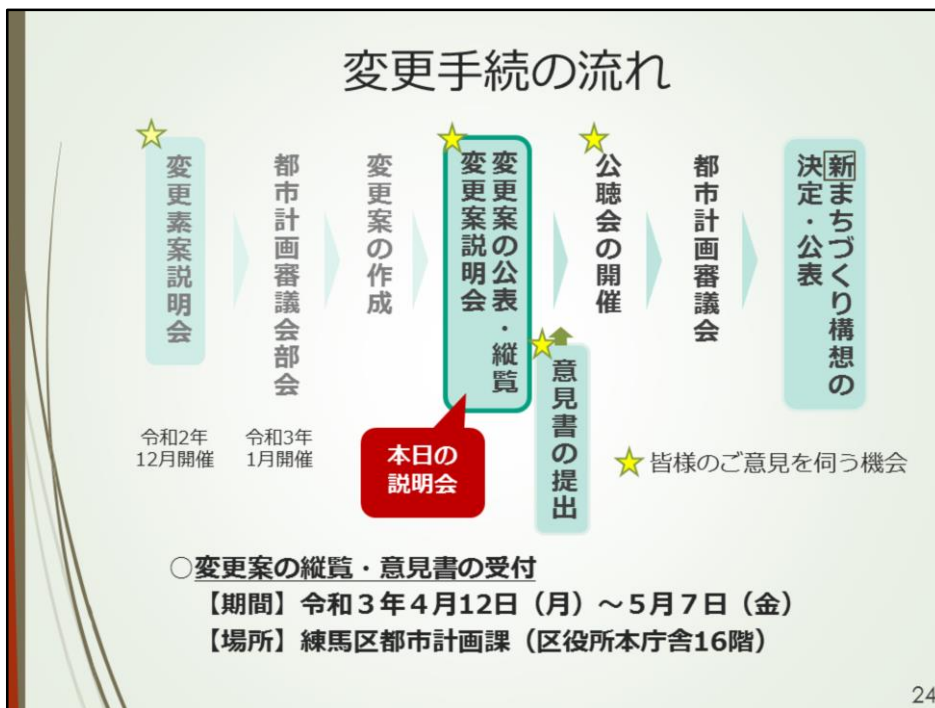 変更手続の流れ
変更素案説明会
令和2年
12月開催
都市計画審議会部会
令和3年
1月開催
変更案の作成
変更案の公表・縦覧
変更案説明会
本日の
説明会
意見書の提出
公聴会の開催
都市計画審議会
新まちづくり構想の
決定・公表
皆様のご意見を伺う機会
○変更案の縦覧・意見書の受付
【期間】令和３年４月12日（月）～５月７日（金）
【場所】練馬区都市計画課（区役所本庁舎16階）
24